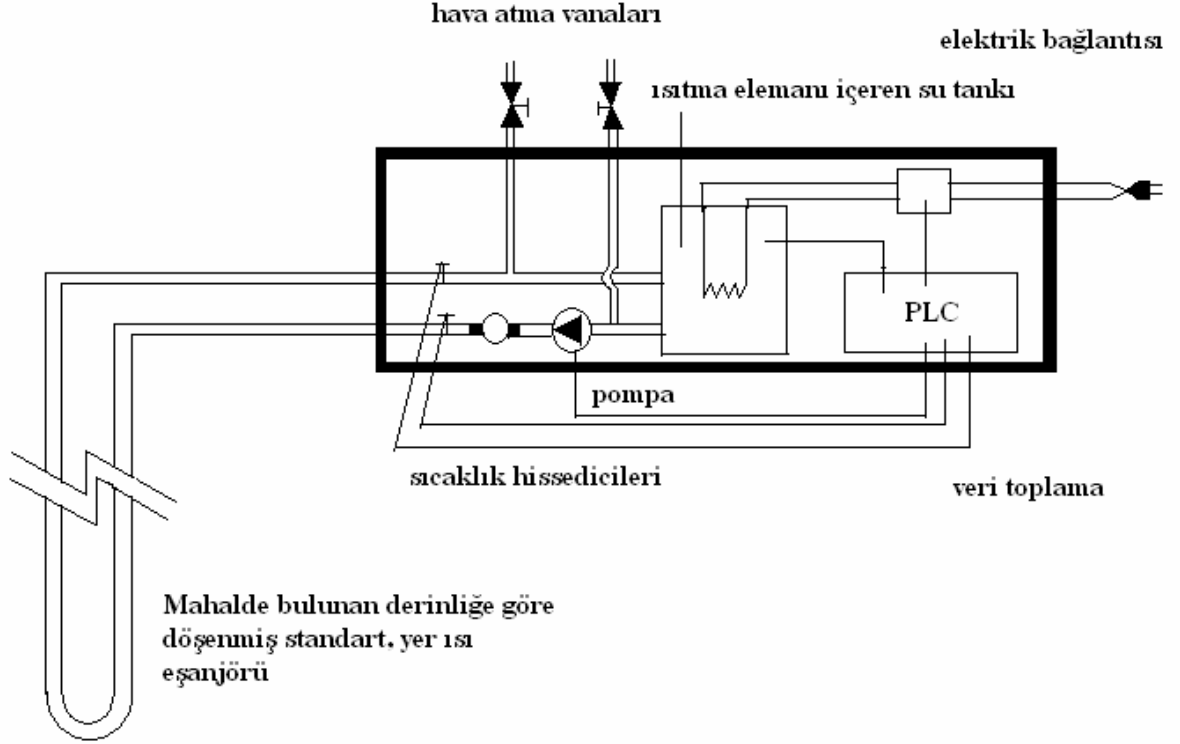 hava atma vanaları
elektrik bağlantısı
ısıtma elemanı içeren su tankı
PLC
pompa
sıcaklık hissedicileri
veri toplama
Mahalde bulunan derinliğe göre
döşenmiş standart, yer ısı
eşanjörü